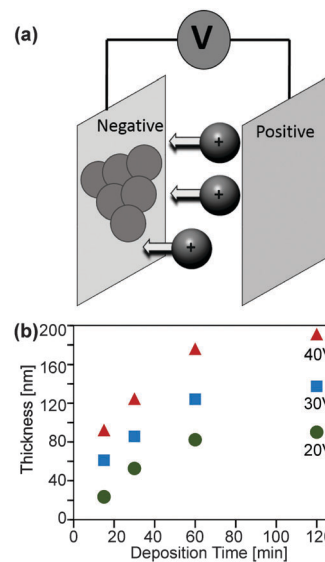 (a)
V
Negative
Positive
+
+
+
(b)
Thickness [nm]
200
160
120
80
40
0
40V
30V
20V
0 20 40 60 80 100 120
Deposition Time [min]